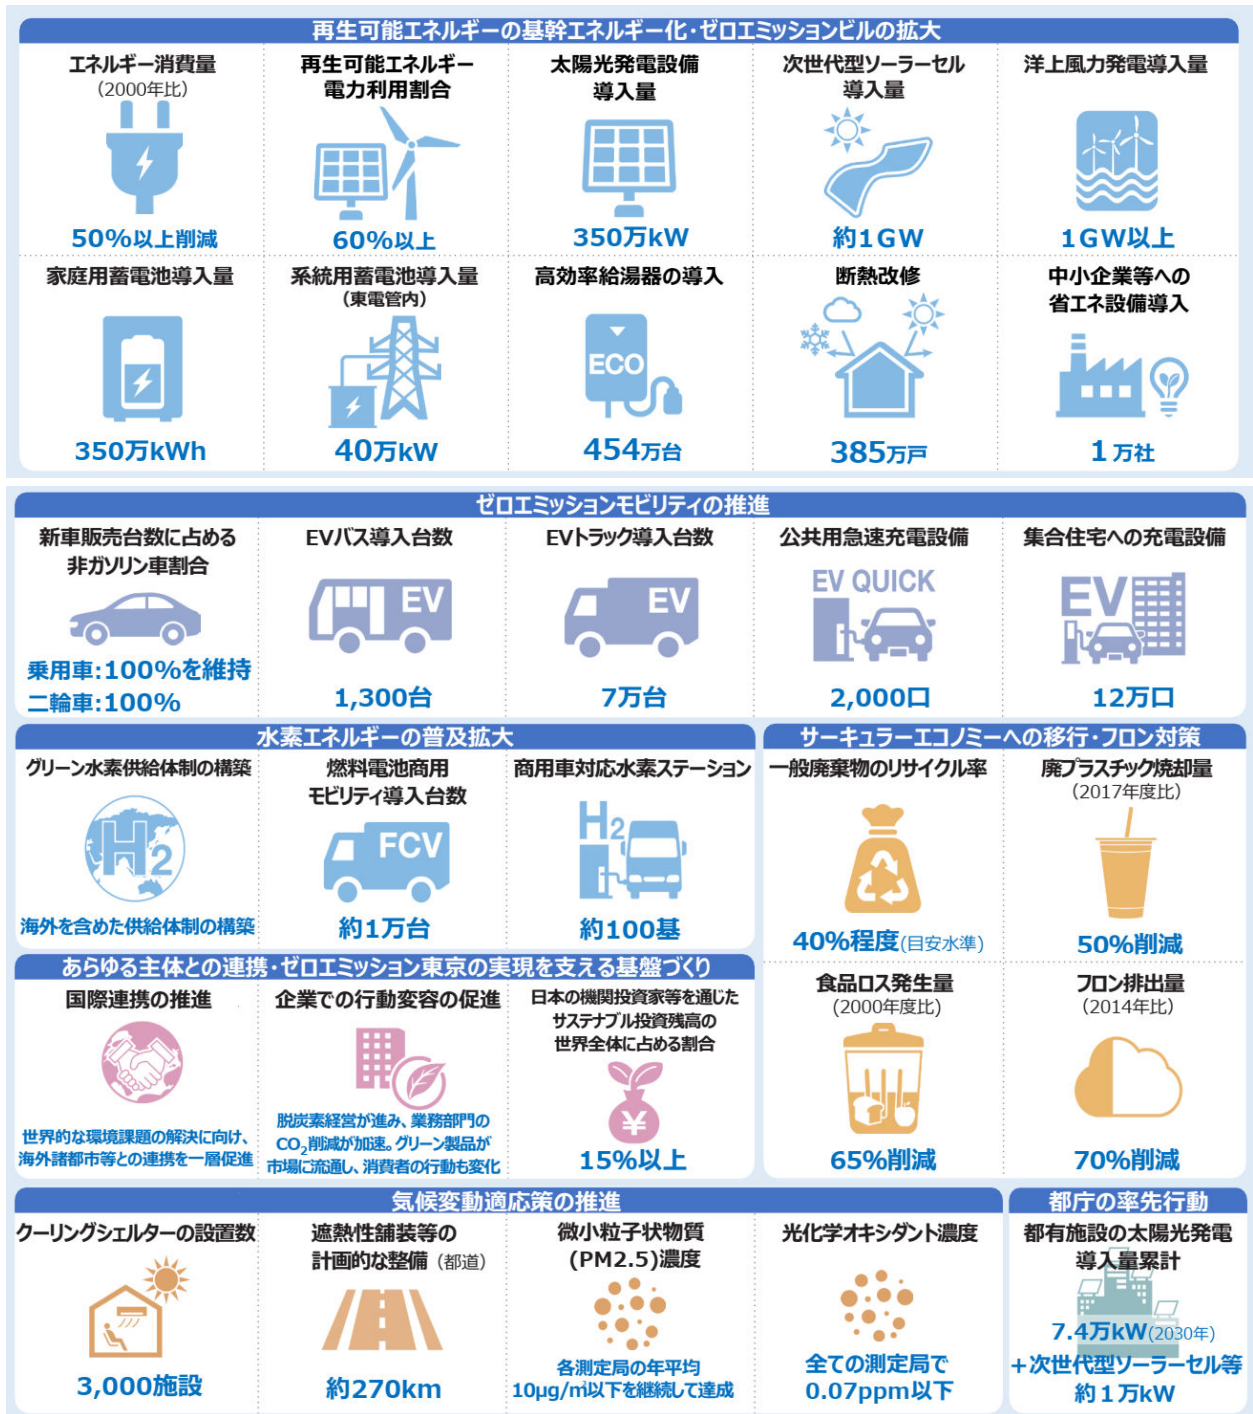 再生可能エネルギーの基幹エネルギー化・ゼロエミッションビルの拡大
エネルギー消費量
(2000年比)
50%以上削減
再生可能エネルギー
電力利用割合
60%以上
太陽光発電設備
導入量
350万kW
次世代型ソーラーセル
導入量
約1GW
洋上風力発電導入量
1GW以上
家庭用蓄電池導入量
350万kWh
系統用蓄電池導入量
(東電管内)
40万kW
高効率給湯器の導入
ECO
454万台
断熱改修
385万戸
中小企業等への
省エネ設備導入
1万社
ゼロエミッションモビリティの推進
新車販売台数に占める
非ガソリン車割合
乗用車:100%を維持
二輪車:100%
EVバス導入台数
EV
1,300台
EVトラック導入台数
EV
7万台
公共用急速充電設備
EV QUICK
2,000口
集合住宅への充電設備
EV
12万口
水素エネルギーの普及拡大
グリーン水素供給体制の構築
H2
海外を含めた供給体制の構築
燃料電池商用
モビリティ導入台数
FCV
約1万台
商用車対応水素ステーション
H2
約100基
サーキュラーエコノミーへの移行・フロン対策
一般廃棄物のリサイクル率
40%程度(目安水準)
廃プラスチック焼却量
(2017年度比)
50%削減
食品ロス発生量
(2000年度比)
65%削減
フロン排出量
(2014年比)
70%削減
あらゆる主体との連携・ゼロエミッション東京の実現を支える基盤づくり
国際連携の推進
世界的な環境課題の解決に向け、
海外諸都市等との連携を一層促進
企業での行動変容の促進
脱炭素経営が進み、業務部門の
CO2削減が加速。グリーン製品が
市場に流通し、消費者の行動も変化
日本の機関投資家等を通じた
サステナブル投資残高の
世界全体に占める割合
¥
15%以上
気候変動適応策の推進
クーリングシェルターの設置数
3,000施設
遮熱性舗装等の
計画的な整備(都道)
約270km
微小粒子状物質
(PM2.5)濃度
各測定局の年平均
10μg/㎥以下を継続して達成
光化学オキシダント濃度
全ての測定局で
0.07ppm以下
都庁の率先行動
都有施設の太陽光発電
導入量累計
7.4万kW(2030年)
+次世代型ソーラーセル等
約1万kW